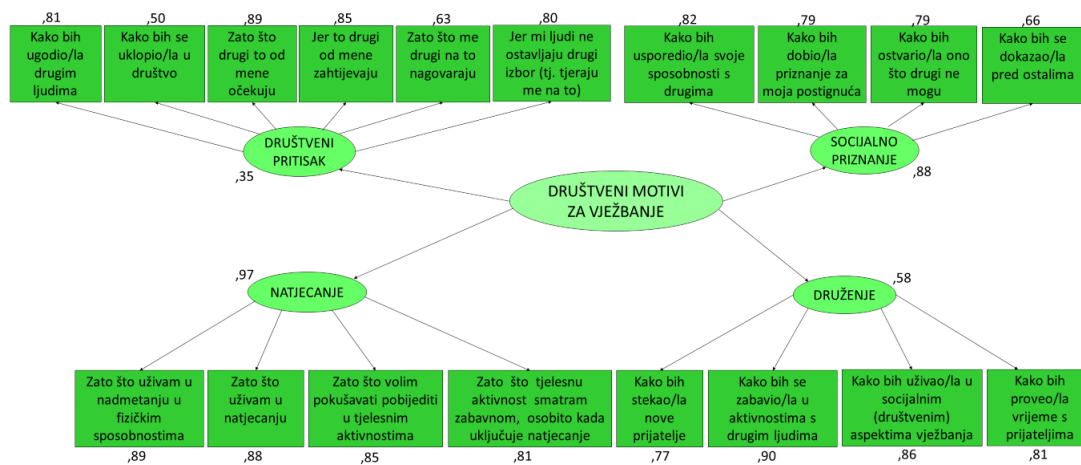 ,81
,50
,89
,85
,63
,80
,82
,79
,79
,66
Kako bih
ugodio/la
drugim
ljudima
Kako bih se
uklopio/la u
društvo
Zato što
drugi to od
mene
očekuju
Jer to drugi
od mene
zahtijevaju
Zato što me
drugi na to
nagovaraju
Jer mi ljudi ne
ostavljaju drugi
izbor (tj. tjeraju
me na to)
Kako bih
usporedio/la svoje
sposobnosti s
drugima
Kako bih
dobio/la
priznanje za
moja postignuća
Kako bih
ostvario/la ono
što drugi ne
mogu
Kako bih se
dokazao/la
pred ostalima
DRUŠTVENI
PRITISAK
,35
SOCIJALNO
PRIZNANJE
,88
DRUŠTVENI MOTIVI
ZA VJEŽBANJE
,97
NATJECANJE
,58
DRUŽENJE
Zato što uživam u
nadmetanju u
fizičkim
sposobnostima
Zato što
uživam u
natjecanju
Zato što volim
pokušavati pobijediti
u tjelesnim
aktivnostima
Zato što tjelesnu
aktivnost smatram
zabavnom, osobito kada
uključuje natjecanje
Kako bih
stekao/la
nove
prijatelje
Kako bih se
zabavio/la u
aktivnostima s
drugim ljudima
Kako bih uživao/la u
socijalnim
(društvenim)
aspektima vježbanja
Kako bih
proveo/la
vrijeme s
prijateljima
,89
,88
,85
,81
,77
,90
,86
,81